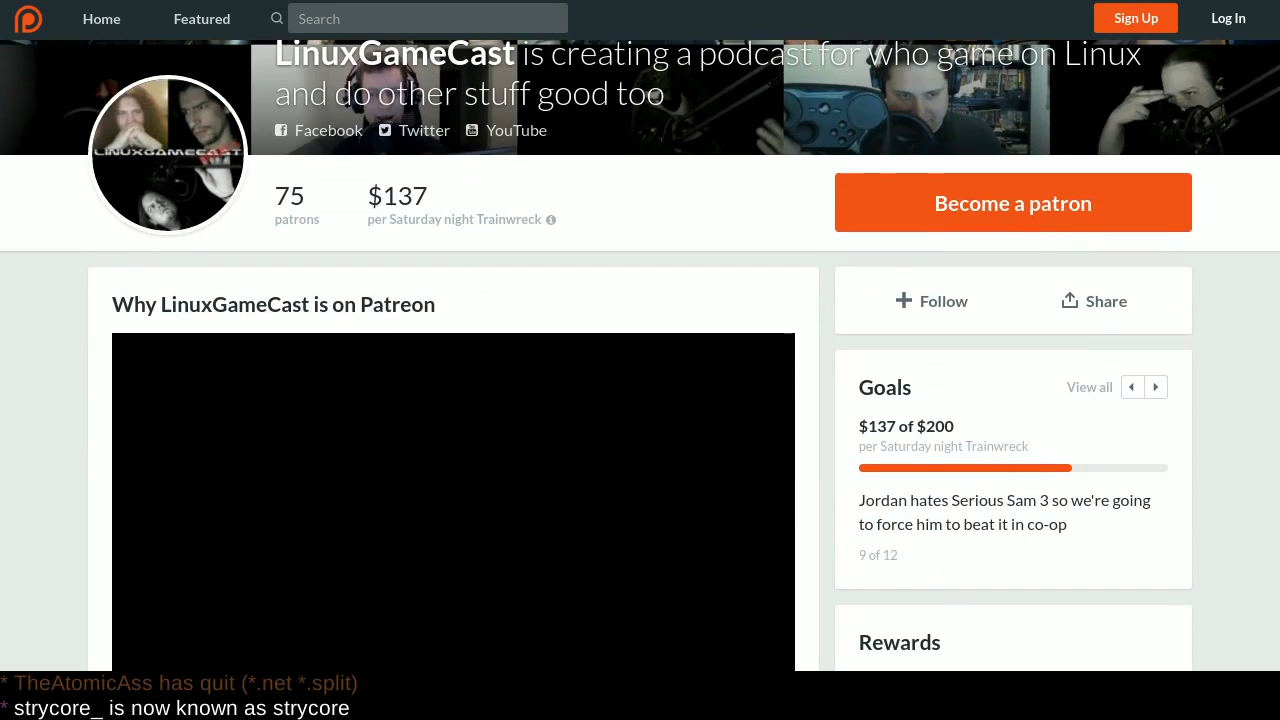 Home Featured Search Sign Up Log In
LinuxGameCast is creating a podcast for who game on Linux
and do other stuff good too
Facebook Twitter YouTube
LINUXGAMECAST
75 $137
patrons per Saturday night Trainwreck
Become a patron
Why LinuxGameCast is on Patreon
Follow Share
Goals View all
$137 of $200
per Saturday night Trainwreck
Jordan hates Serious Sam 3 so we're going
to force him to beat it in co-op
9 of 12
Rewards
* TheAtomicAss has quit (*.net *.split)
* strycore_ is now known as strycore